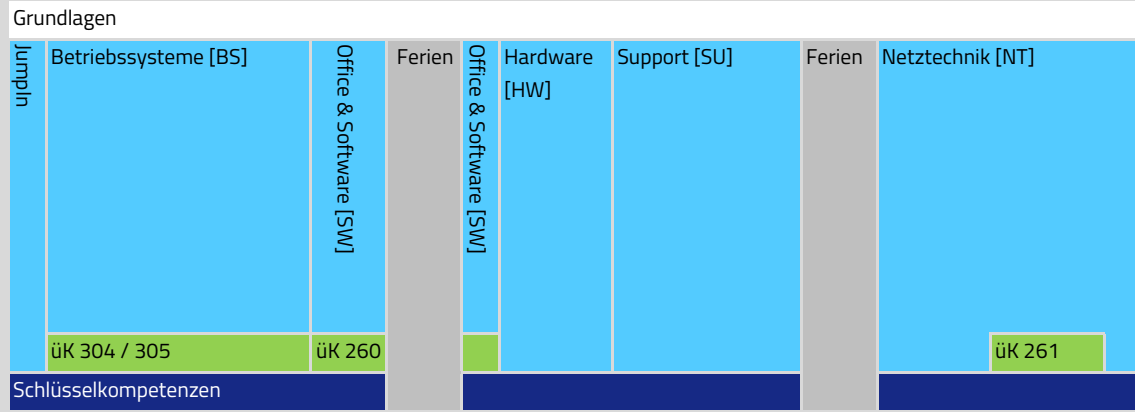 Grundlagen
JumpIn
Betriebssysteme [BS]
Office & Software [SW]
Ferien
Office & Software [SW]
Hardware
[HW]
Support [SU]
Ferien
Netztechnik [NT]
üK 304 / 305
üK 260
üK 261
Schlüsselkompetenzen